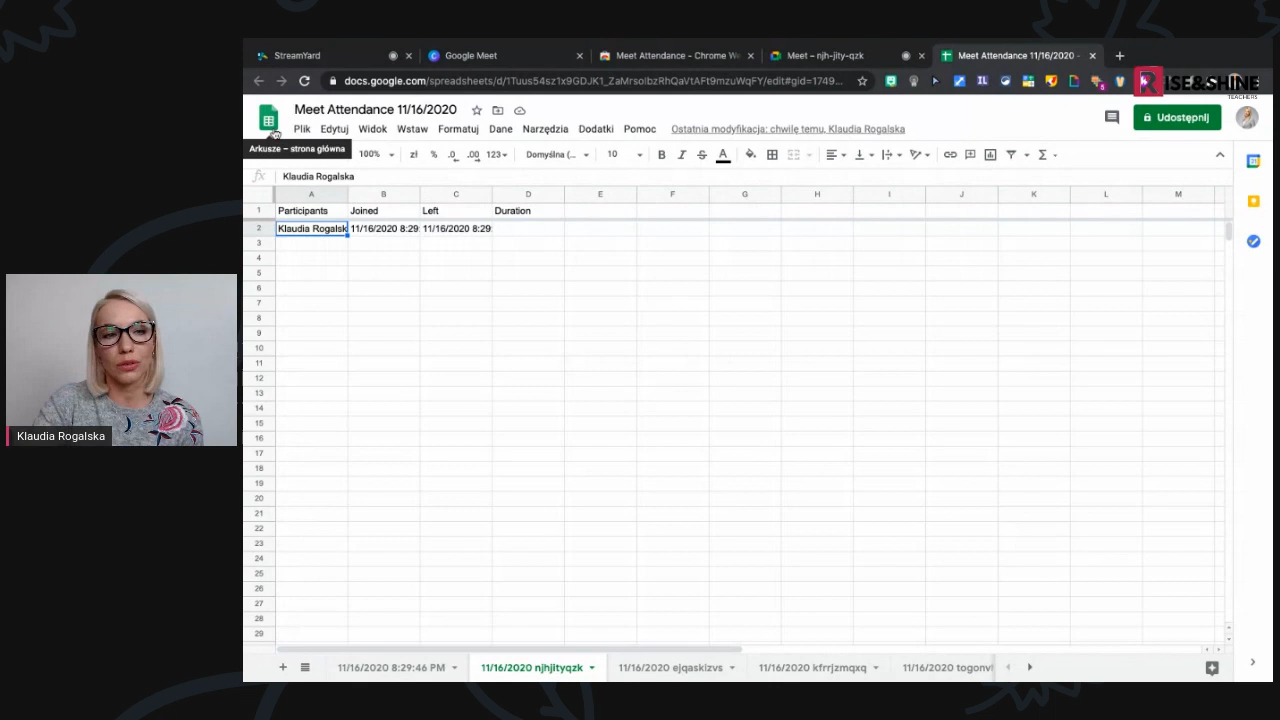 StreamYard
Google Meet
Meet Attendance - Chrome W
Meet – njh-jity-qzk
Meet Attendance 11/16/2020 -
docs.google.com/spreadsheets/d/1Tuus54sz1x9GDJK1_ZaMrsolbzRhQaVtAFt9mzuWqFY/edit#gid=1749...
RISE&SHINE
TEACHERS
Meet Attendance 11/16/2020
Plik Edytuj Widok Wstaw Formatuj Dane Narzędzia Dodatki Pomoc Ostatnia modyfikacja: chwilę temu, Klaudia Rogalska
Udostępnij
Arkusze – strona główna
100% zł % .0 .00 123 Domyślna (... 10 B I S A
fx Klaudia Rogalska
A B C D E F G H I J K L M
1 Participants Joined Left Duration
2 Klaudia Rogalsk 11/16/2020 8:29: 11/16/2020 8:29:
3
4
5
6
7
8
9
10
11
12
13
14
15
16
17
18
19
20
21
22
23
24
25
26
27
28
29
11/16/2020 8:29:46 PM 11/16/2020 njhjityqzk 11/16/2020 ejqaskizvs 11/16/2020 kfrrjzmqxq 11/16/2020 togonv
Klaudia Rogalska